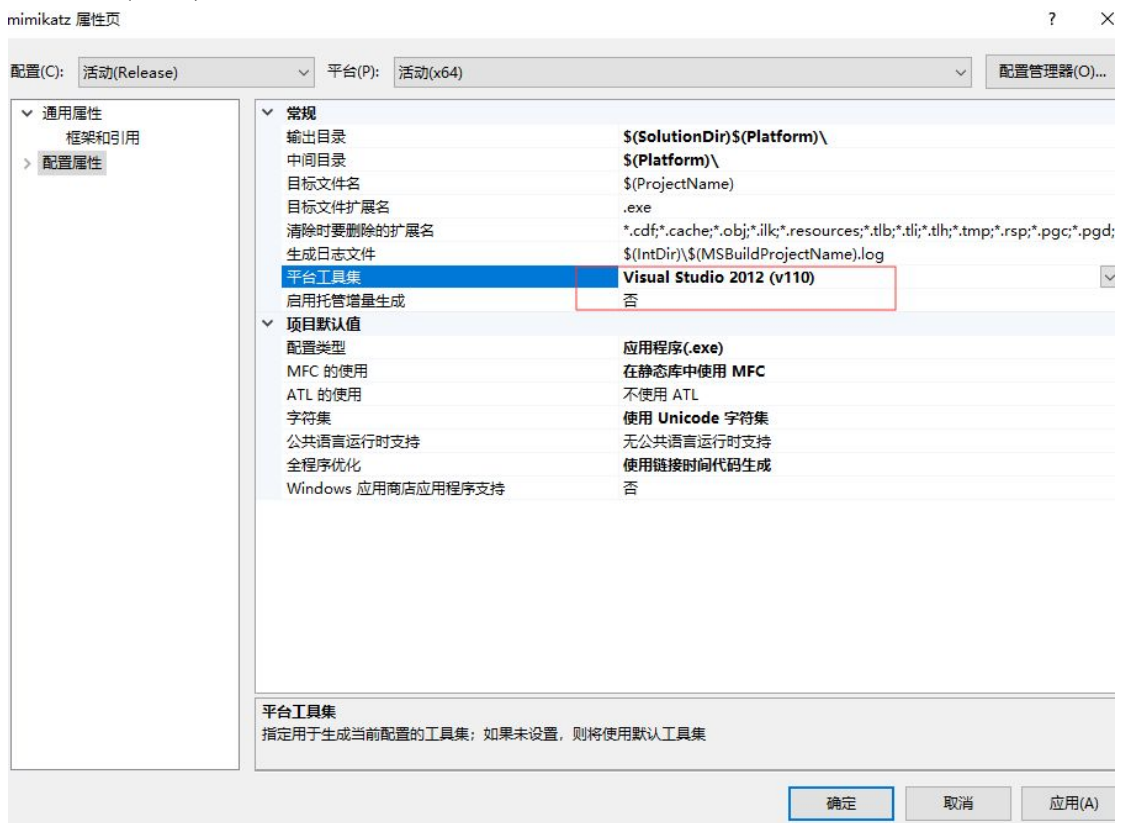 mimikatz 属性页
?
配置(C): 活动(Release) 平台(P): 活动(x64) 配置管理器(O)...
通用属性
框架和引用
配置属性
常规
输出目录 $(SolutionDir)$(Platform)\
中间目录 $(Platform)\
目标文件名 $(ProjectName)
目标文件扩展名 .exe
清除时要删除的扩展名 *.cdf;*.cache;*.obj;*.ilk;*.resources;*.tlb;*.tli;*.tlh;*.tmp;*.rsp;*.pgc;*.pgd;
生成日志文件 $(IntDir)\$(MSBuildProjectName).log
平台工具集 Visual Studio 2012 (v110)
启用托管增量生成 否
项目默认值
配置类型 应用程序(.exe)
MFC 的使用 在静态库中使用 MFC
ATL 的使用 不使用 ATL
字符集 使用 Unicode 字符集
公共语言运行时支持 无公共语言运行时支持
全程序优化 使用链接时间代码生成
Windows 应用商店应用程序支持 否
平台工具集
指定用于生成当前配置的工具集；如果未设置，则将使用默认工具集
确定 取消 应用(A)